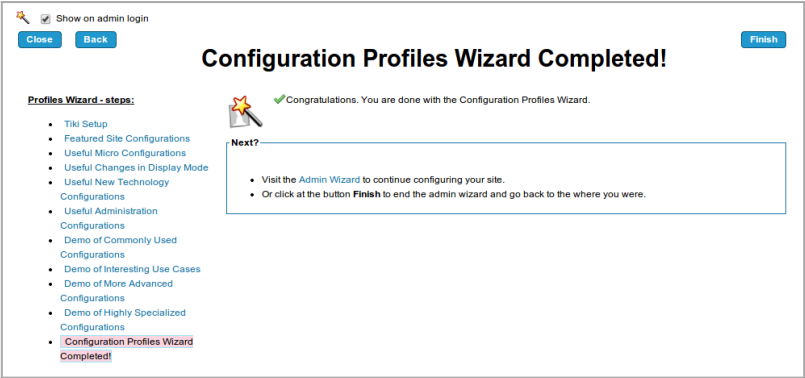 Show on admin login
Close Back Finish
Configuration Profiles Wizard Completed!
Profiles Wizard - steps:
Tiki Setup
Featured Site Configurations
Useful Micro Configurations
Useful Changes in Display Mode
Useful New Technology
Configurations
Useful Administration
Configurations
Demo of Commonly Used
Configurations
Demo of Interesting Use Cases
Demo of More Advanced
Configurations
Demo of Highly Specialized
Configurations
Configuration Profiles Wizard
Completed!
Congratulations. You are done with the Configuration Profiles Wizard.
Next?
Visit the Admin Wizard to continue configuring your site.
Or click at the button Finish to end the admin wizard and go back to the where you were.